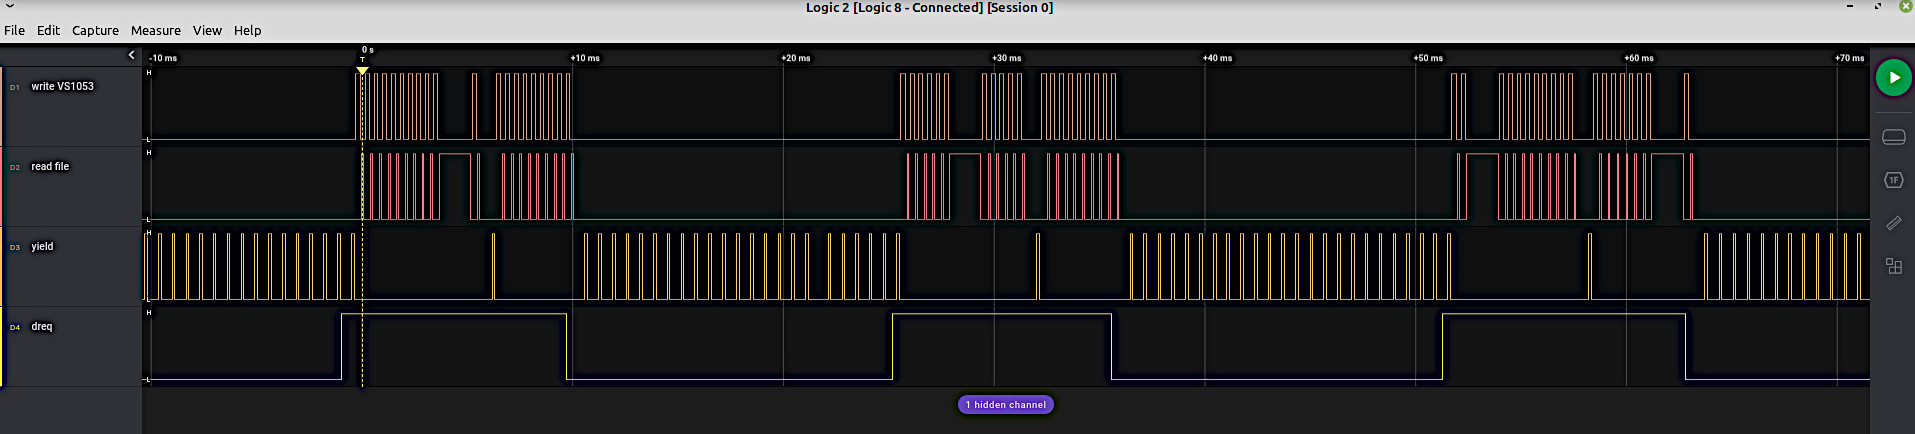 Logic 2 [Logic 8 - Connected] [Session 0]
File Edit Capture Measure View Help
0 s
-10 ms T +10 ms +20 ms +30 ms +40 ms +50 ms +60 ms +70 ms
D1 write VS1053 H
L
D2 read file H
L
D3 yield H
L
D4 dreq H
L
1F
1 hidden channel